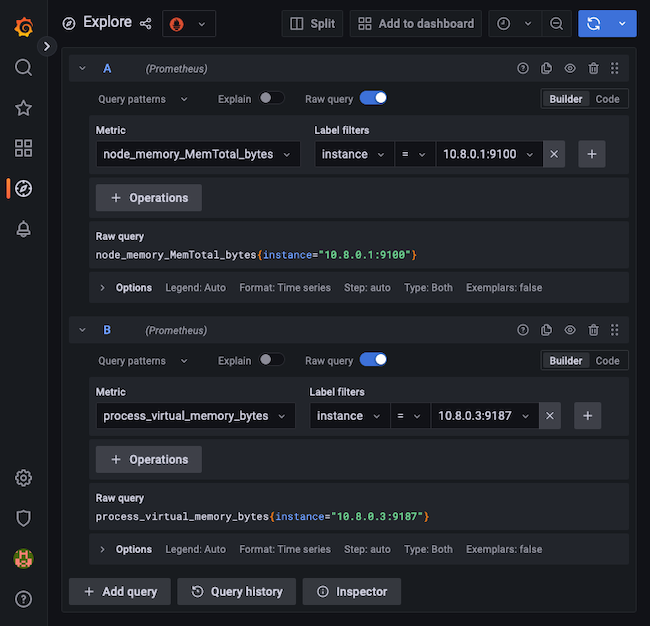 Explore Split Add to dashboard
A (Prometheus)
Query patterns Explain Raw query Builder Code
Metric Label filters
node_memory_MemTotal_bytes instance = 10.8.0.1:9100
+ Operations
Raw query
node_memory_MemTotal_bytes{instance="10.8.0.1:9100"}
Options Legend: Auto Format: Time series Step: auto Type: Both Exemplars: false
B (Prometheus)
Query patterns Explain Raw query Builder Code
Metric Label filters
process_virtual_memory_bytes instance = 10.8.0.3:9187
+ Operations
Raw query
process_virtual_memory_bytes{instance="10.8.0.3:9187"}
Options Legend: Auto Format: Time series Step: auto Type: Both Exemplars: false
+ Add query Query history Inspector